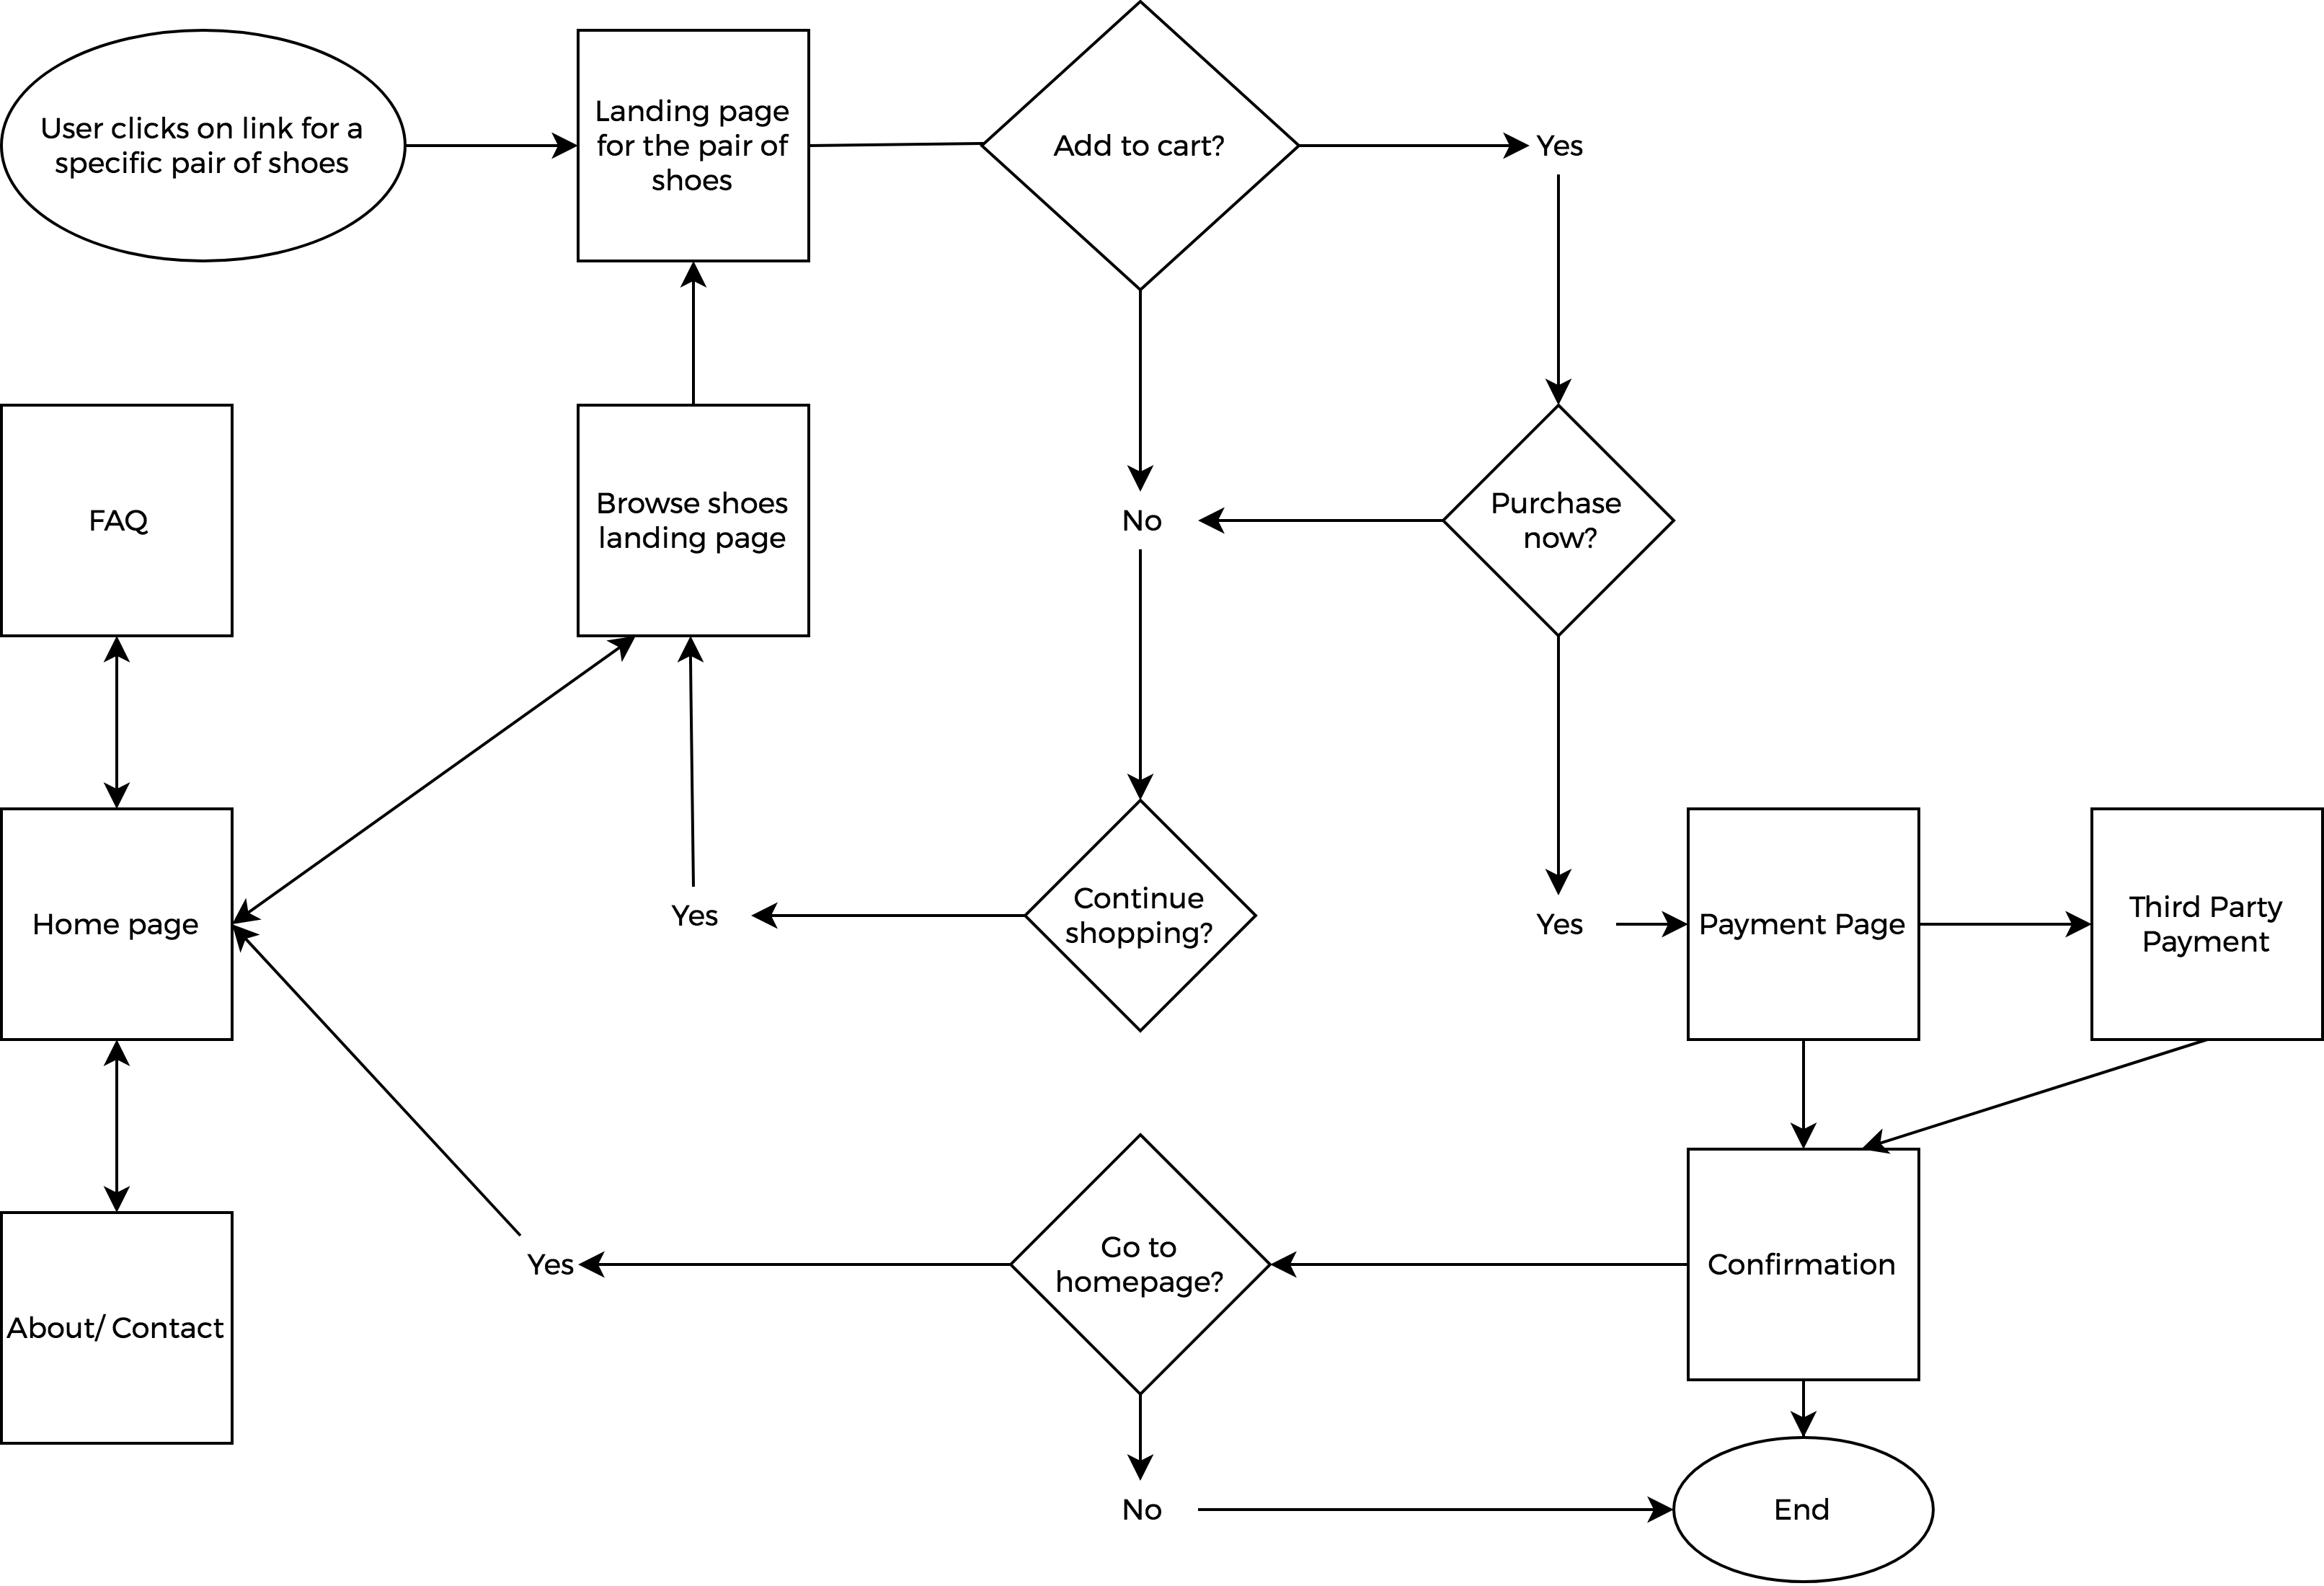 User clicks on link for a
specific pair of shoes
Landing page
for the pair of
shoes
Add to cart?
Yes
FAQ
Browse shoes
landing page
No
Purchase
now?
Home page
Yes
Continue
shopping?
Yes
Payment Page
Third Party
Payment
About/ Contact
Yes
Go to
homepage?
Confirmation
No
End